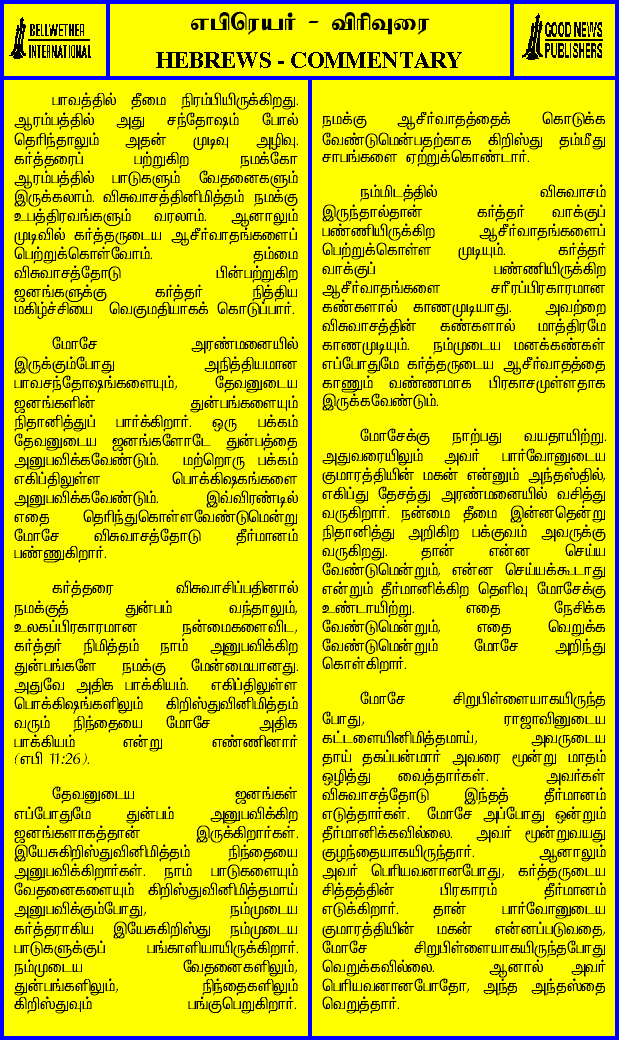 BELLWETHER
INTERNATIONAL
எபிரெயர் - விரிவுரை
HEBREWS - COMMENTARY
GOOD NEWS
PUBLISHERS
பாவத்தில் தீமை நிரம்பியிருக்கிறது.
ஆரம்பத்தில் அது சந்தோஷம் போல்
தெரிந்தாலும் அதன் முடிவு அழிவு.
கர்த்தரைப் பற்றுகிற நமக்கோ
ஆரம்பத்தில் பாடுகளும் வேதனைகளும்
இருக்கலாம். விசுவாசத்தினிமித்தம் நமக்கு
உபத்திரவங்களும் வரலாம். ஆனாலும்
முடிவில் கர்த்தருடைய ஆசீர்வாதங்களைப்
பெற்றுக்கொள்வோம். தம்மை
விசுவாசத்தோடு பின்பற்றுகிற
ஜனங்களுக்கு கர்த்தர் நித்திய
மகிழ்ச்சியை வெகுமதியாகக் கொடுப்பார்.
மோசே அரண்மனையில்
இருக்கும்போது அநித்தியமான
பாவசந்தோஷங்களையும், தேவனுடைய
ஜனங்களின் துன்பங்களையும்
நிதானித்துப் பார்க்கிறார். ஒரு பக்கம்
தேவனுடைய ஜனங்களோடே துன்பத்தை
அனுபவிக்கவேண்டும். மற்றொரு பக்கம்
எகிப்திலுள்ள பொக்கிஷகங்களை
அனுபவிக்கவேண்டும். இவ்விரண்டில்
எதை தெரிந்துகொள்ளவேண்டுமென்று
மோசே விசுவாசத்தோடு தீர்மானம்
பண்ணுகிறார்.
கர்த்தரை விசுவாசிப்பதினால்
நமக்குத் துன்பம் வந்தாலும்,
உலகப்பிரகாரமான நன்மைகளைவிட,
கர்த்தர் நிமித்தம் நாம் அனுபவிக்கிற
துன்பங்களே நமக்கு மேன்மையானது.
அதுவே அதிக பாக்கியம். எகிப்திலுள்ள
பொக்கிஷங்களிலும் கிறிஸ்துவினிமித்தம்
வரும் நிந்தையை மோசே அதிக
பாக்கியம் என்று எண்ணினார்
(எபி 11:26).
தேவனுடைய ஜனங்கள்
எப்போதுமே துன்பம் அனுபவிக்கிற
ஜனங்களாகத்தான் இருக்கிறார்கள்.
இயேசுகிறிஸ்துவினிமித்தம் நிந்தையை
அனுபவிக்கிறார்கள். நாம் பாடுகளையும்
வேதனைகளையும் கிறிஸ்துவினிமித்தமாய்
அனுபவிக்கும்போது, நம்முடைய
கர்த்தராகிய இயேசுகிறிஸ்து நம்முடைய
பாடுகளுக்குப் பங்காளியாயிருக்கிறார்.
நம்முடைய வேதனைகளிலும்,
துன்பங்களிலும், நிந்தைகளிலும்
கிறிஸ்துவும் பங்குபெறுகிறார்.
நமக்கு ஆசீர்வாதத்தைக் கொடுக்க
வேண்டுமென்பதற்காக கிறிஸ்து தம்மீது
சாபங்களை ஏற்றுக்கொண்டார்.
நம்மிடத்தில் விசுவாசம்
இருந்தால்தான் கர்த்தர் வாக்குப்
பண்ணியிருக்கிற ஆசீர்வாதங்களைப்
பெற்றுக்கொள்ள முடியும். கர்த்தர்
வாக்குப் பண்ணியிருக்கிற
ஆசீர்வாதங்களை சரீரப்பிரகாரமான
கண்களால் காணமுடியாது. அவற்றை
விசுவாசத்தின் கண்களால் மாத்திரமே
காணமுடியும். நம்முடைய மனக்கண்கள்
எப்போதுமே கர்த்தருடைய ஆசீர்வாதத்தை
காணும் வண்ணமாக பிரகாசமுள்ளதாக
இருக்கவேண்டும்.
மோசேக்கு நாற்பது வயதாயிற்று.
அதுவரையிலும் அவர் பார்வோனுடைய
குமாரத்தியின் மகன் என்னும் அந்தஸ்தில்,
எகிப்து தேசத்து அரண்மனையில் வசித்து
வருகிறார். நன்மை தீமை இன்னதென்று
நிதானித்து அறிகிற பக்குவம் அவருக்கு
வருகிறது. தான் என்ன செய்ய
வேண்டுமென்றும், என்ன செய்யக்கூடாது
என்றும் தீர்மானிக்கிற தெளிவு மோசேக்கு
உண்டாயிற்று. எதை நேசிக்க
வேண்டுமென்றும், எதை வெறுக்க
வேண்டுமென்றும் மோசே அறிந்து
கொள்கிறார்.
மோசே சிறுபிள்ளையாகயிருந்த
போது, ராஜாவினுடைய
கட்டளையினிமித்தமாய், அவருடைய
தாய் தகப்பன்மார் அவரை மூன்று மாதம்
ஒழித்து வைத்தார்கள். அவர்கள்
விசுவாசத்தோடு இந்தத் தீர்மானம்
எடுத்தார்கள். மோசே அப்போது ஒன்றும்
தீர்மானிக்கவில்லை. அவர் மூன்றுவயது
குழந்தையாகயிருந்தார். ஆனாலும்
அவர் பெரியவனானபோது, கர்த்தருடைய
சித்தத்தின் பிரகாரம் தீர்மானம்
எடுக்கிறார். தான் பார்வோனுடைய
குமாரத்தியின் மகன் என்னப்படுவதை,
மோசே சிறுபிள்ளையாகயிருந்தபோது
வெறுக்கவில்லை. ஆனால் அவர்
பெரியவனானபோதோ, அந்த அந்தஸ்தை
வெறுத்தார்.